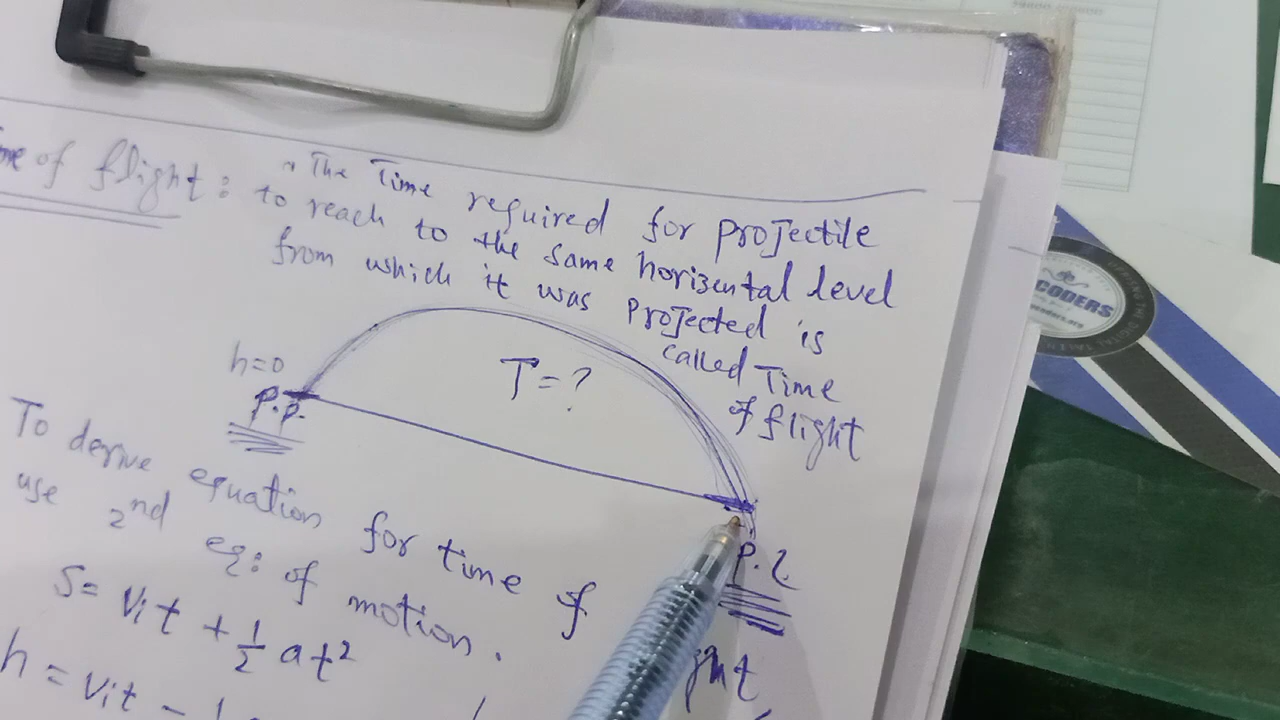 of flight: "The Time required for projectile
to reach to the same horizental level
from which it was projected is
called Time
of flight
h=0
P.P.
T=?
P.L
To derive equation for time of
use 2nd eq: of motion.
S= Vit + 1/2 at²
h = Vit -
CODERS